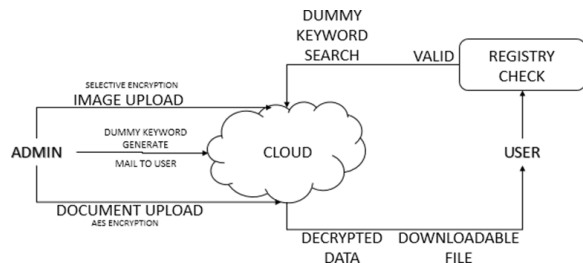 DUMMY
KEYWORD
SEARCH
VALID
REGISTRY
CHECK
SELECTIVE ENCRYPTION
IMAGE UPLOAD
DUMMY KEYWORD
GENERATE
ADMIN
MAIL TO USER
CLOUD
USER
DOCUMENT UPLOAD
AES ENCRYPTION
DECRYPTED
DATA
DOWNLOADABLE
FILE